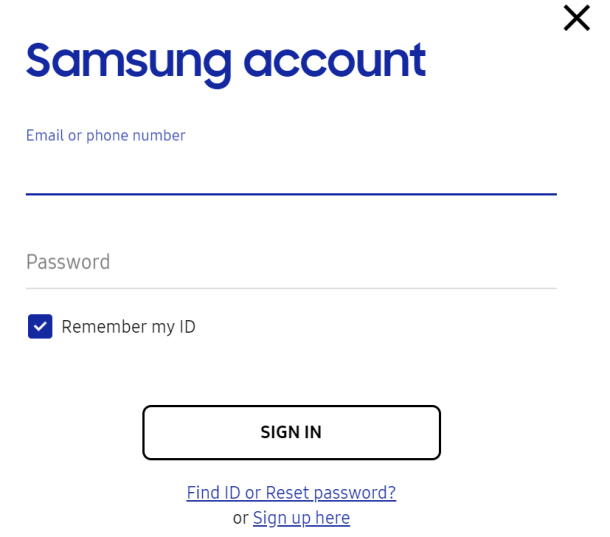 Samsung account
Email or phone number
Password
Remember my ID
SIGN IN
Find ID or Reset password?
or Sign up here